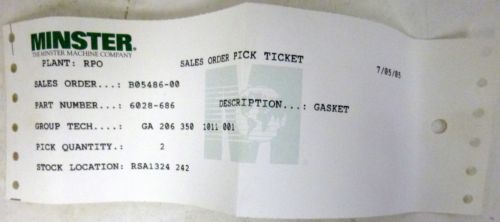 MINSTER.
THE MINSTER MACHINE COMPANY
PLANT: RPO SALES ORDER PICK TICKET 7/05/05
SALES ORDER...: B05486-00
PART NUMBER...: 6028-686 DESCRIPTION...: GASKET
GROUP TECH....: GA 206 350 1011 001
PICK QUANTITY.: 2
STOCK LOCATION: RSA1324 242